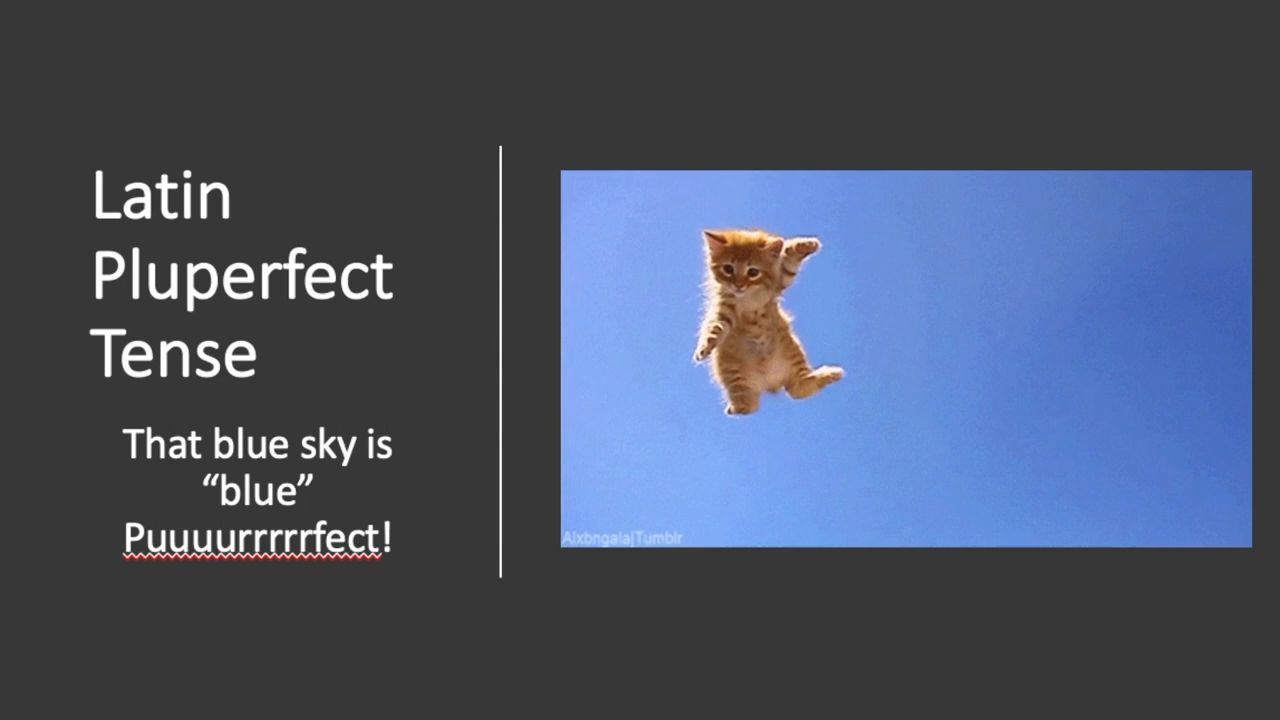 Latin
Pluperfect
Tense
That blue sky is
“blue”
Puuuurrrrrfect!
Alxbngala|Tumblr